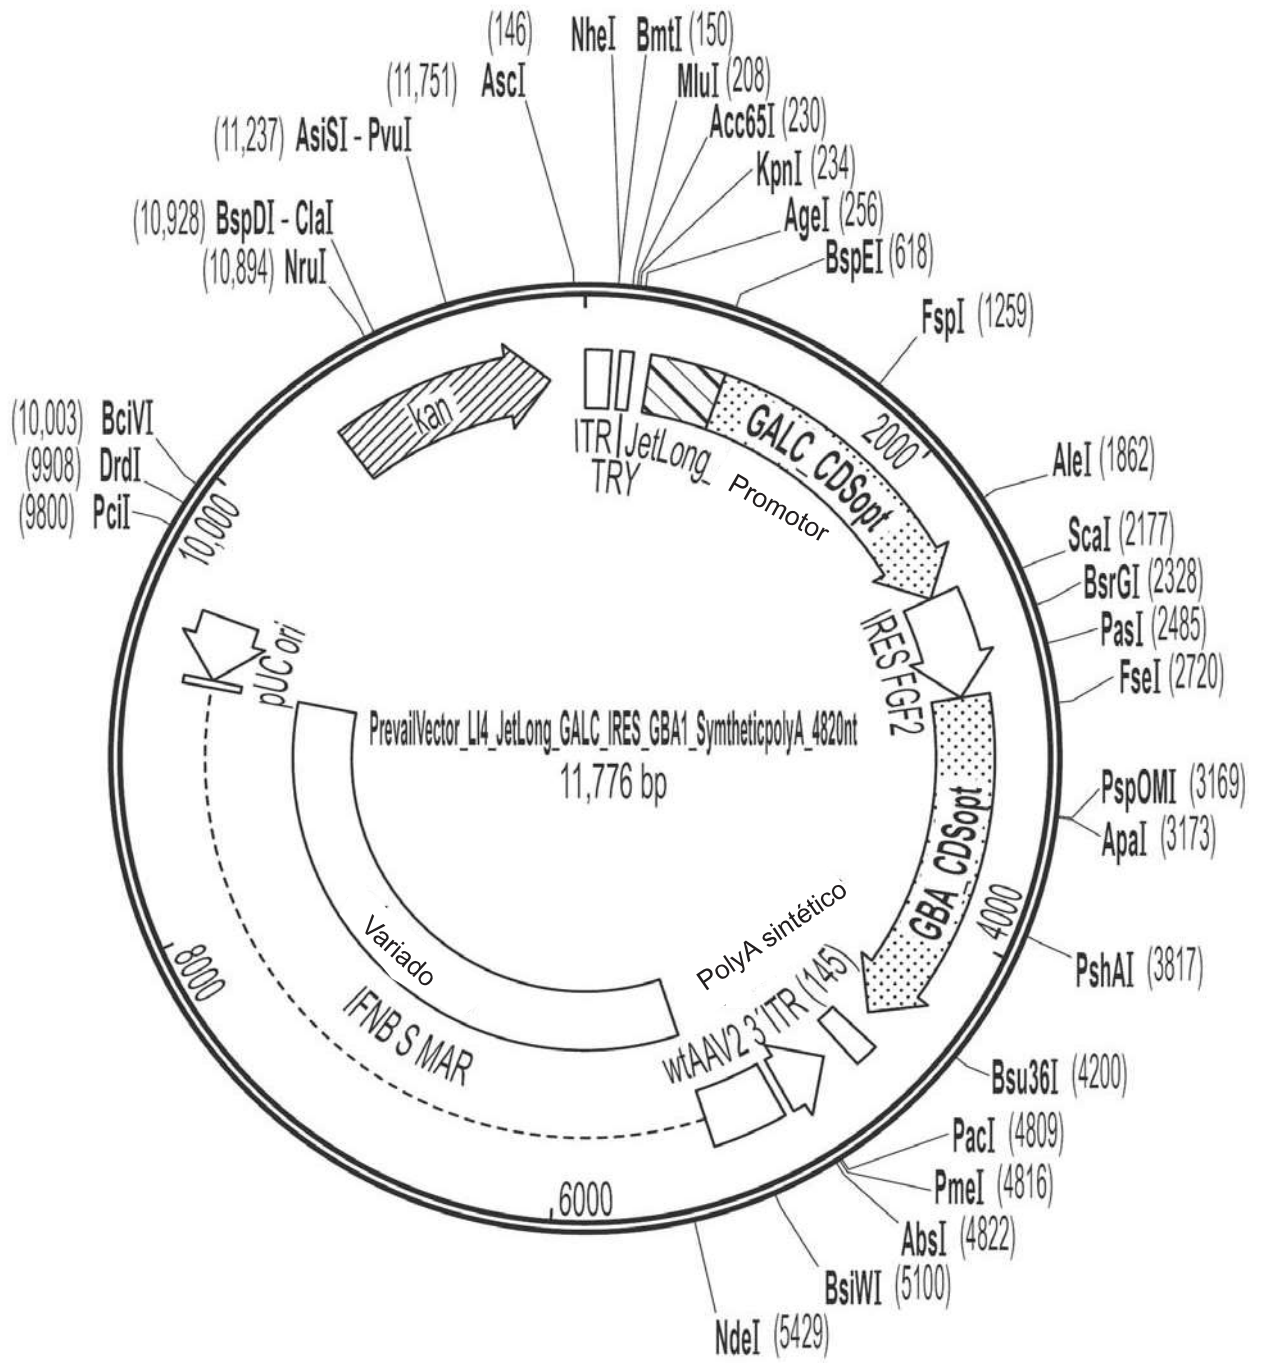 (146)
AscI
NheI
BmtI (150)
MluI (208)
Acc65I (230)
KpnI (234)
AgeI (256)
BspEI (618)
FspI (1259)
AleI (1862)
ScaI (2177)
BsrGI (2328)
PasI (2485)
FseI (2720)
PspOMI (3169)
ApaI (3173)
PshAI (3817)
Bsu36I (4200)
PacI (4809)
PmeI (4816)
AbsI (4822)
BsiWI (5100)
NdeI (5429)
(9800) PciI
(9908) DrdI
(10,003) BciVI
(10,894) NruI
(10,928) BspDI - ClaI
(11,237) AsiSI - PvuI
(11,751)
2000
4000
6000
8000
10,000
kan
ITR
TRY
JetLong_
Promotor
GALC_CDSopt
IRES FGF2
GBA_CDSopt
PolyA sintético
wtAAV2 3'ITR (145)
IFNB S MAR
Variado
pUC ori
PrevailVector_LI4_JetLong_GALC_IRES_GBA1_SymtheticpolyA_4820nt
11,776 bp